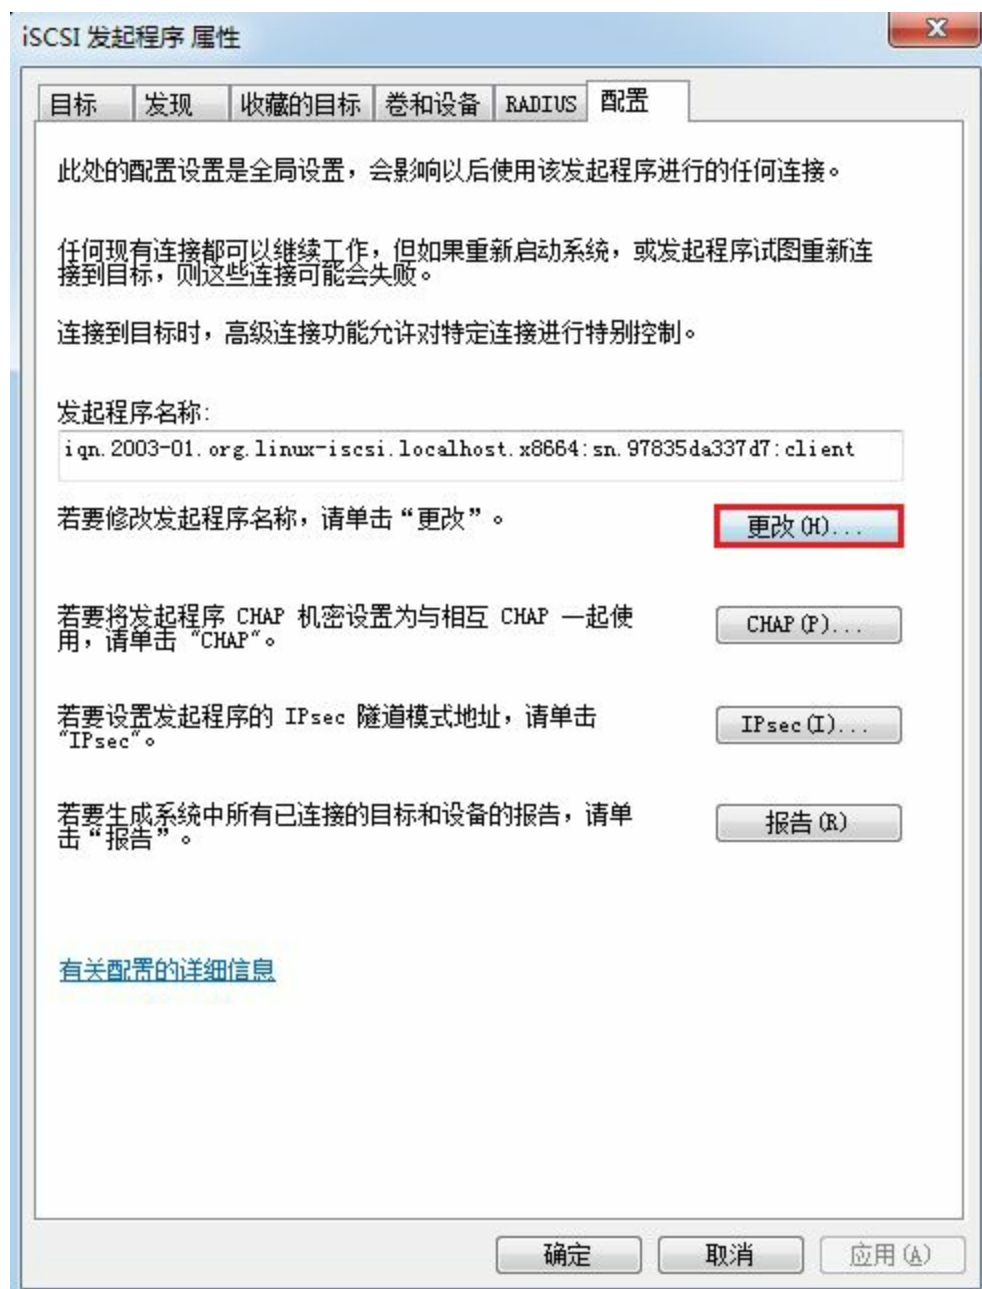 iSCSI 发起程序 属性
x
目标 发现 收藏的目标 卷和设备 RADIUS 配置
此处的配置设置是全局设置，会影响以后使用该发起程序进行的任何连接。
任何现有连接都可以继续工作，但如果重新启动系统，或发起程序试图重新连
接到目标，则这些连接可能会失败。
连接到目标时，高级连接功能允许对特定连接进行特别控制。
发起程序名称:
iqn.2003-01.org.linux-iscsi.localhost.x8664:sn.97835da337d7:client
若要修改发起程序名称，请单击“更改”。
更改(H)...
若要将发起程序 CHAP 机密设置为与相互 CHAP 一起使
用，请单击 "CHAP"。
CHAP(P)...
若要设置发起程序的 IPsec 隧道模式地址，请单击
"IPsec"。
IPsec(I)...
若要生成系统中所有已连接的目标和设备的报告，请单
击“报告”。
报告(R)
有关配置的详细信息
确定 取消 应用(A)